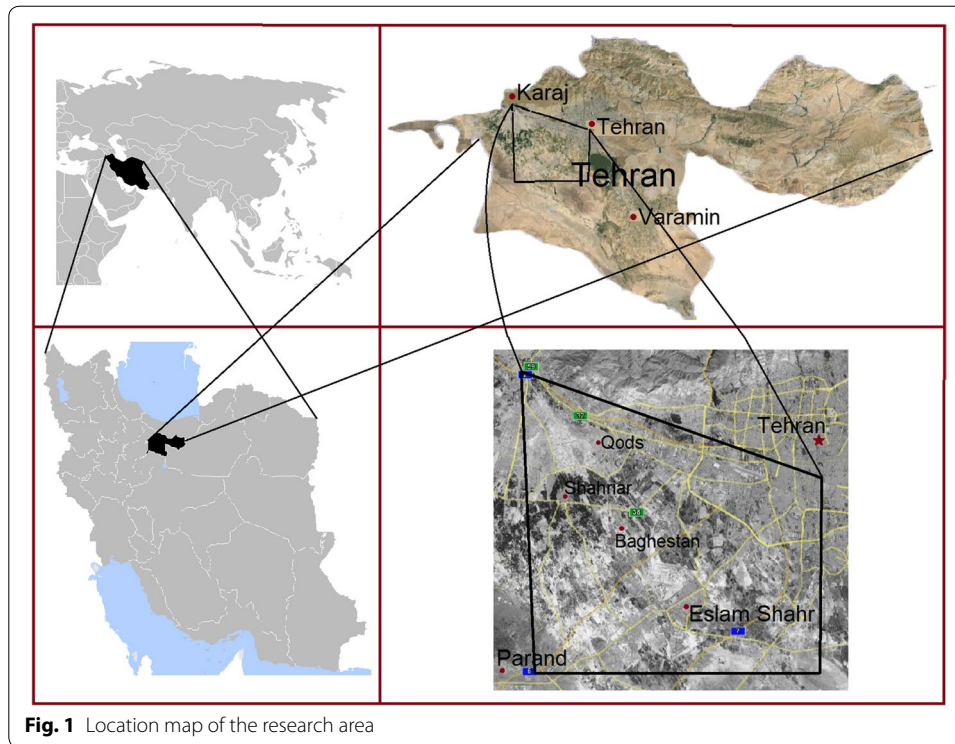 Karaj
Tehran
Tehran
Varamin
Tehran
Qods
Shahriar
Baghestan
Eslam Shahr
7
Parand
Fig. 1 Location map of the research area